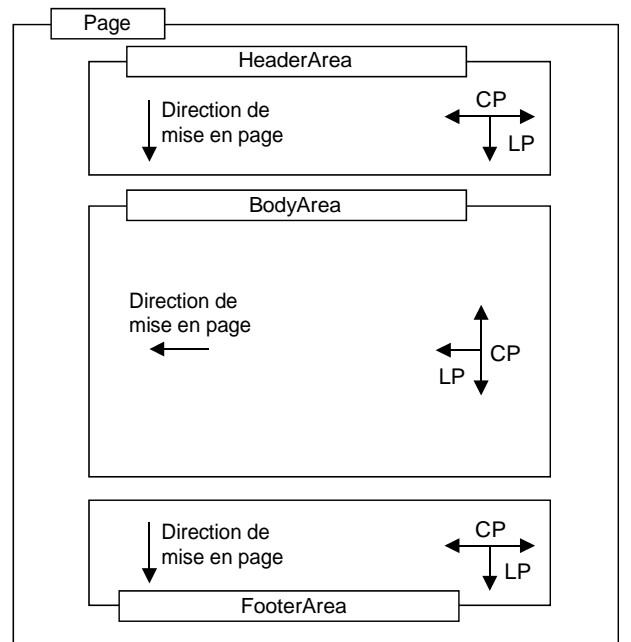 Page
HeaderArea
Direction de
mise en page
CP
LP
BodyArea
Direction de
mise en page
CP
LP
Direction de
mise en page
CP
LP
FooterArea